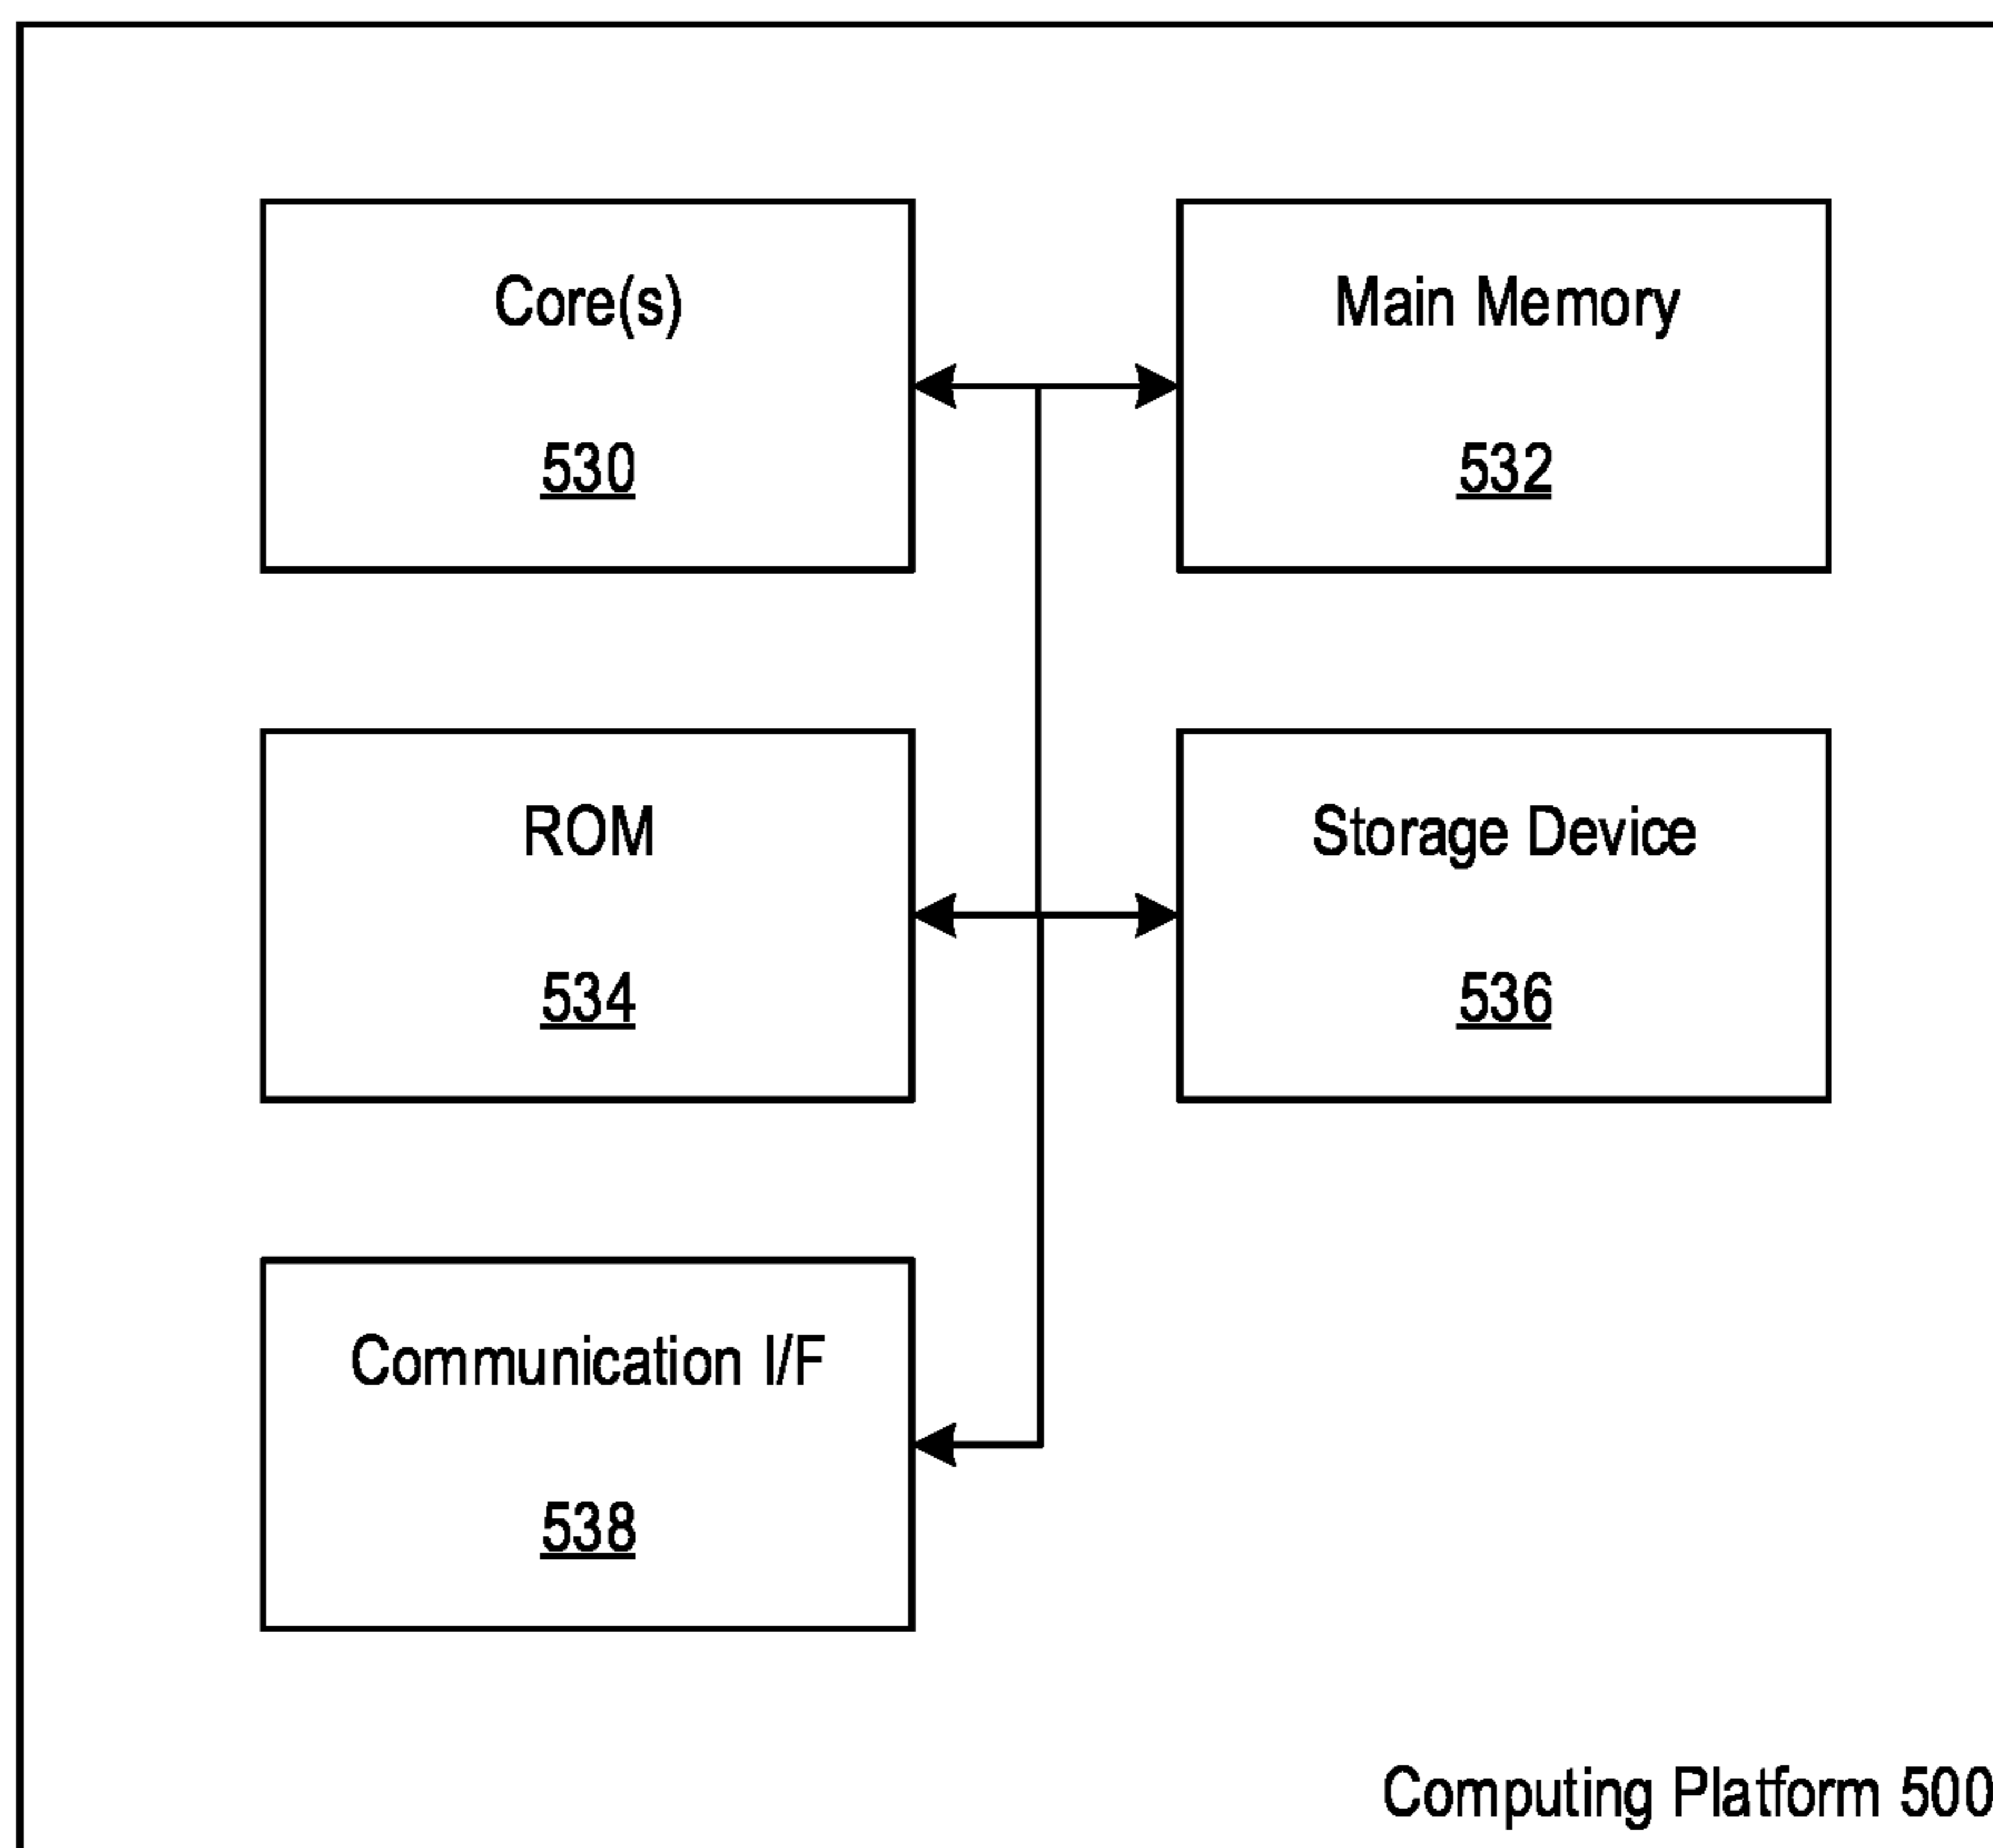 Core(s)
530
Main Memory
532
ROM
534
Storage Device
536
Communication I/F
538
Computing Platform 500